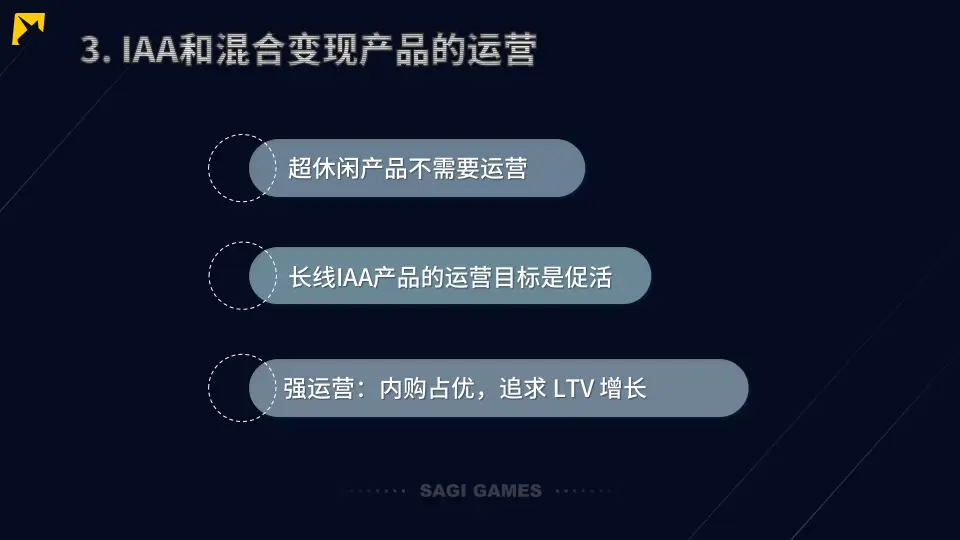 3. IAA和混合变现产品的运营
超休闲产品不需要运营
长线IAA产品的运营目标是促活
强运营：内购占优，追求 LTV 增长
SAGI GAMES